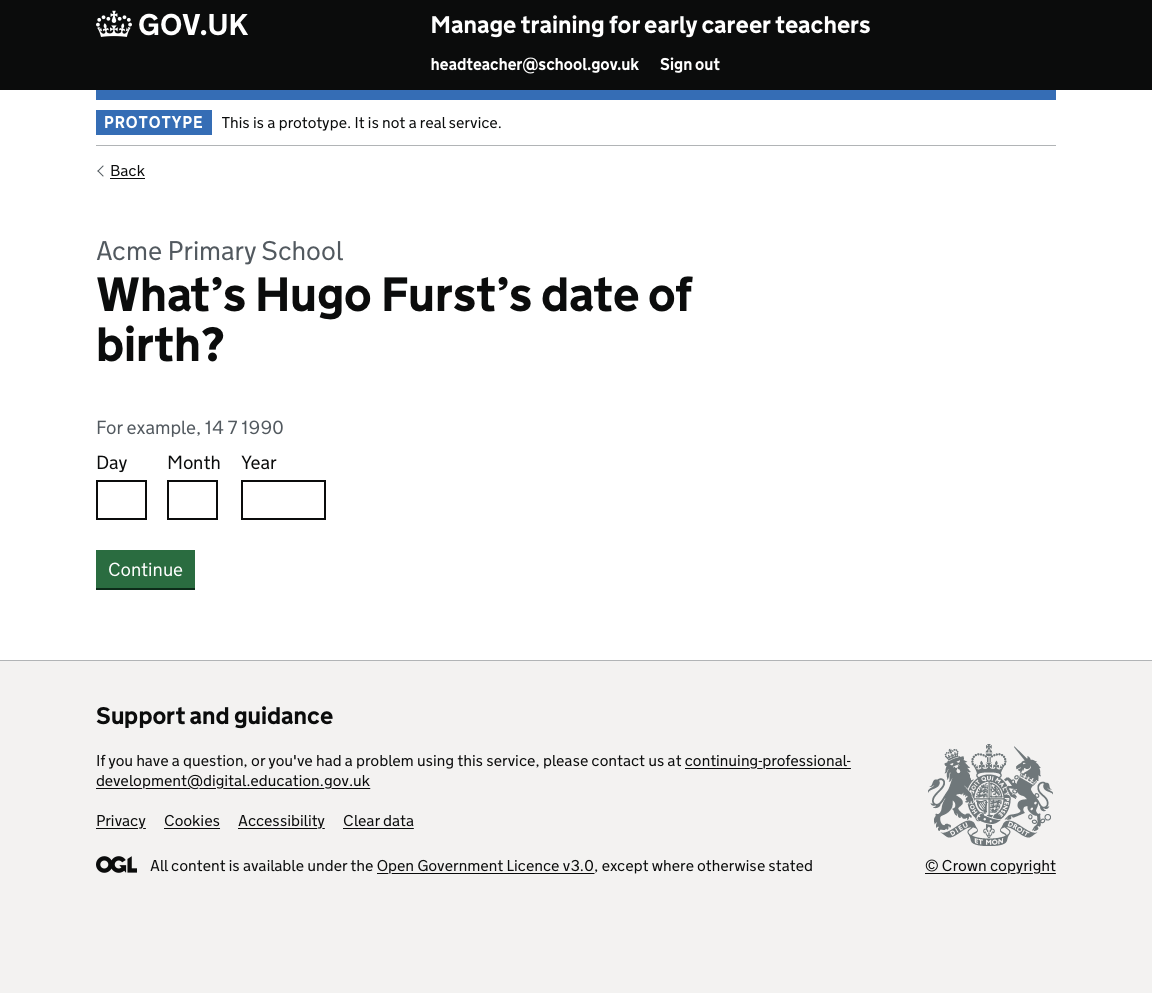 GOV.UK
Manage training for early career teachers
headteacher@school.gov.uk Sign out
PROTOTYPE This is a prototype. It is not a real service.
Back
Acme Primary School
What’s Hugo Furst’s date of
birth?
For example, 14 7 1990
Day Month Year
Continue
Support and guidance
If you have a question, or you've had a problem using this service, please contact us at continuing-professional-
development@digital.education.gov.uk
Privacy Cookies Accessibility Clear data
OGL All content is available under the Open Government Licence v3.0, except where otherwise stated
DIEU ET MON DROIT
© Crown copyright